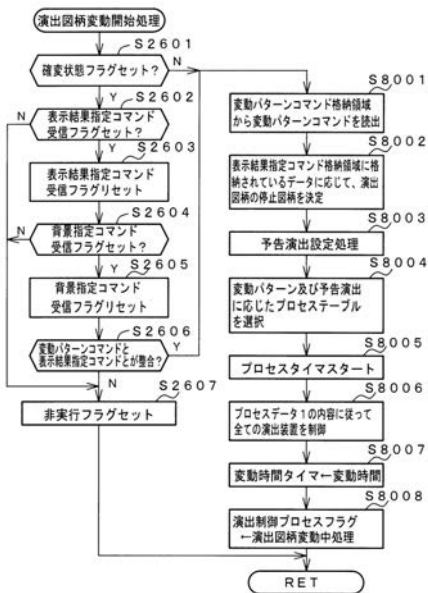 演出図柄変動開始処理
S2601
確変状態フラグセット？
N
Y
S2602
N
表示結果指定コマンド
受信フラグセット？
Y
S2603
表示結果指定コマンド
受信フラグリセット
S2604
N
背景指定コマンド
受信フラグセット？
Y
S2605
背景指定コマンド
受信フラグリセット
S2606
変動パターンコマンドと
表示結果指定コマンドとが整合？
Y
N
S2607
非実行フラグセット
S8001
変動パターンコマンド格納領域
から変動パターンコマンドを読出
S8002
表示結果指定コマンド格納領域に格
納されているデータに応じて、演出
図柄の停止図柄を決定
S8003
予告演出設定処理
S8004
変動パターン及び予告演出
に応じたプロセステーブル
を選択
S8005
プロセスタイマスタート
S8006
プロセスデータ１の内容に従って
全ての演出装置を制御
S8007
変動時間タイマ←変動時間
S8008
演出制御プロセスフラグ
←演出図柄変動中処理
RET